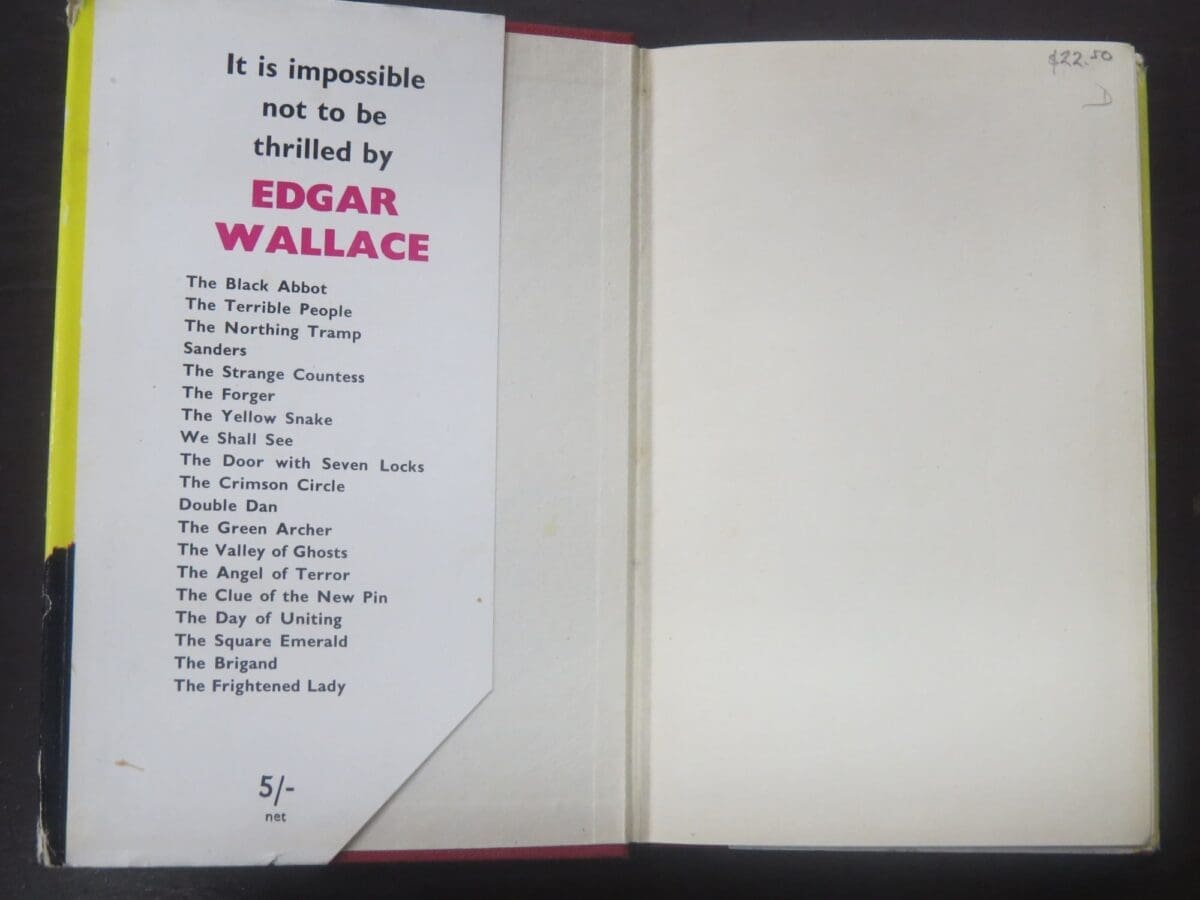 It is impossible
not to be
thrilled by
EDGAR
WALLACE
The Black Abbot
The Terrible People
The Northing Tramp
Sanders
The Strange Countess
The Forger
The Yellow Snake
We Shall See
The Door with Seven Locks
The Crimson Circle
Double Dan
The Green Archer
The Valley of Ghosts
The Angel of Terror
The Clue of the New Pin
The Day of Uniting
The Square Emerald
The Brigand
The Frightened Lady
5/-
net
$22.50
D